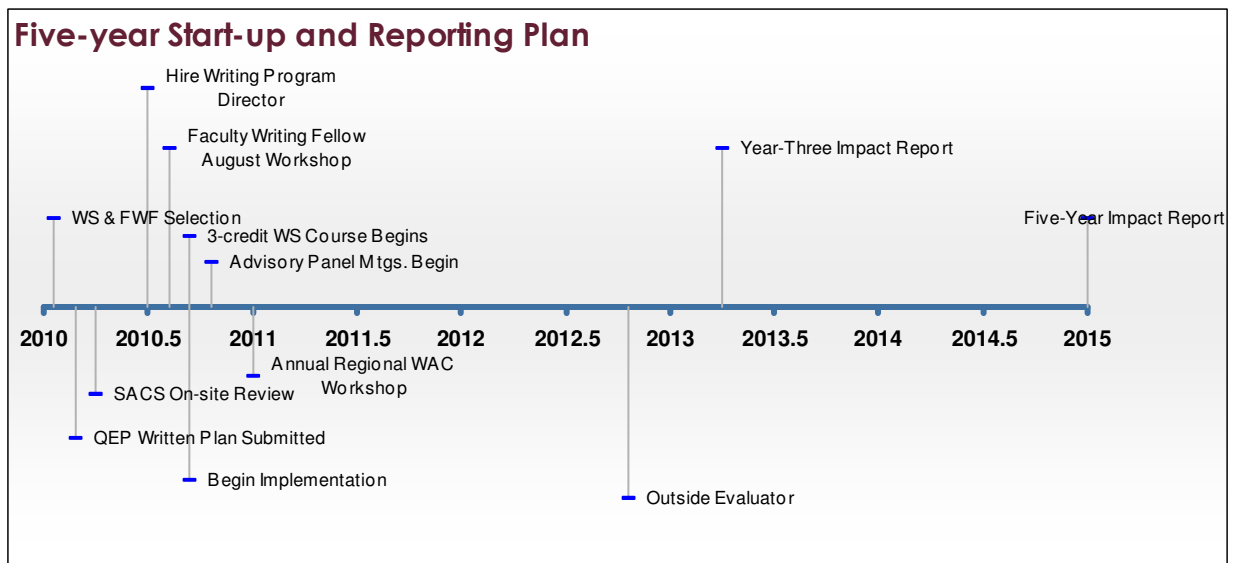 Five-year Start-up and Reporting Plan
Hire Writing Program
Director
Faculty Writing Fellow
August Workshop
Year-Three Impact Report
WS & FWF Selection
Five-Year Impact Report
3-credit WS Course Begins
Advisory Panel Mtgs. Begin
2010 2010.5 2011 2011.5 2012 2012.5 2013 2013.5 2014 2014.5 2015
Annual Regional WAC
Workshop
SACS On-site Review
QEP Written Plan Submitted
Begin Implementation
Outside Evaluator